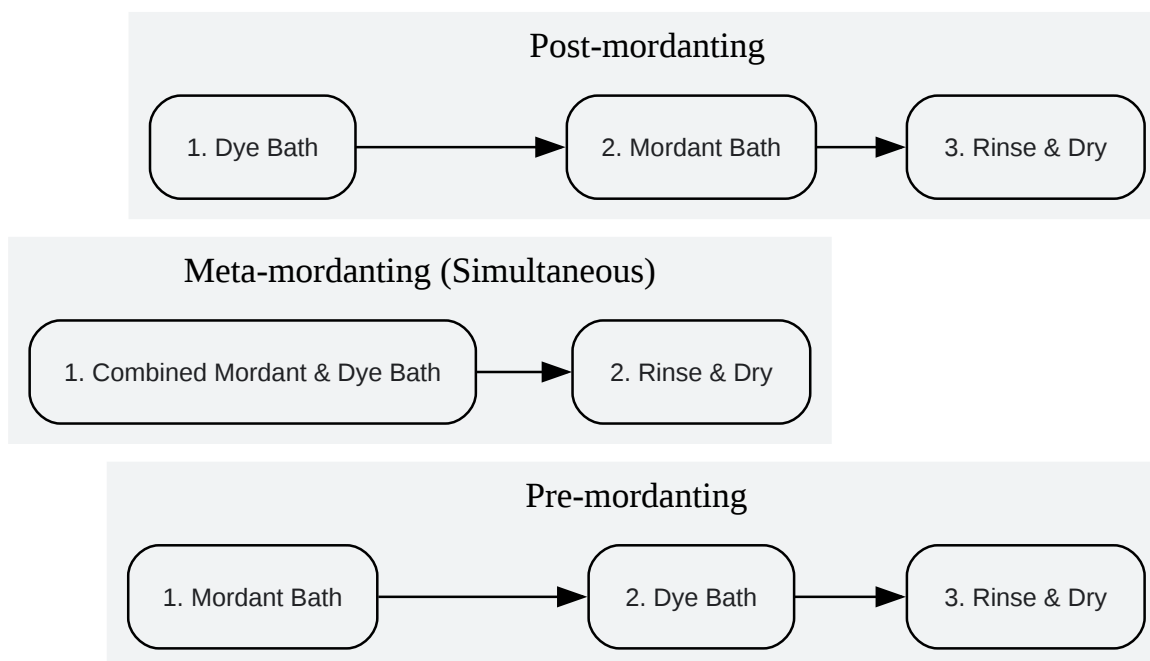 Post-mordanting
1. Dye Bath
2. Mordant Bath
3. Rinse & Dry
Meta-mordanting (Simultaneous)
1. Combined Mordant & Dye Bath
2. Rinse & Dry
Pre-mordanting
1. Mordant Bath
2. Dye Bath
3. Rinse & Dry